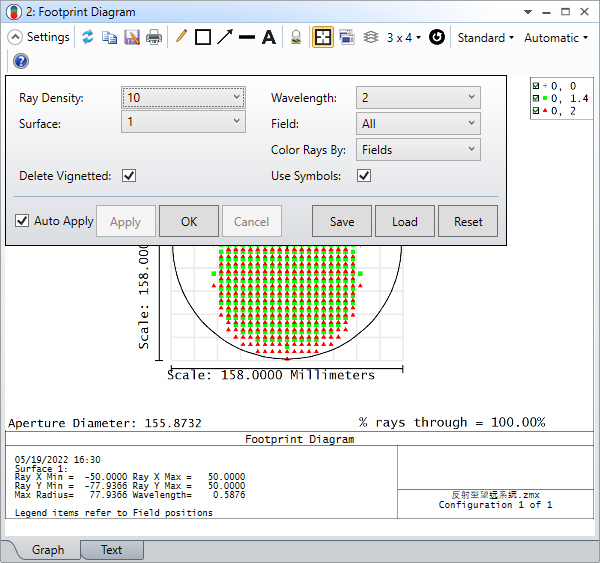 2: Footprint Diagram
Settings
A
3 x 4
Standard
Automatic
?
Ray Density:
10
Wavelength:
2
Surface:
1
Field:
All
Color Rays By:
Fields
Delete Vignetted:
Use Symbols:
Auto Apply
Apply
OK
Cancel
Save
Load
Reset
0, 0
0, 1.4
0, 2
Scale: 158.000
Scale: 158.0000 Millimeters
Aperture Diameter: 155.8732
% rays through = 100.00%
Footprint Diagram
05/19/2022 16:30
Surface 1:
Ray X Min = -50.0000 Ray X Max = 50.0000
Ray Y Min = -77.9366 Ray Y Max = 50.0000
Max Radius= 77.9366 Wavelength= 0.5876
Legend items refer to Field positions
反射型望远系统.zmx
Configuration 1 of 1
Graph
Text